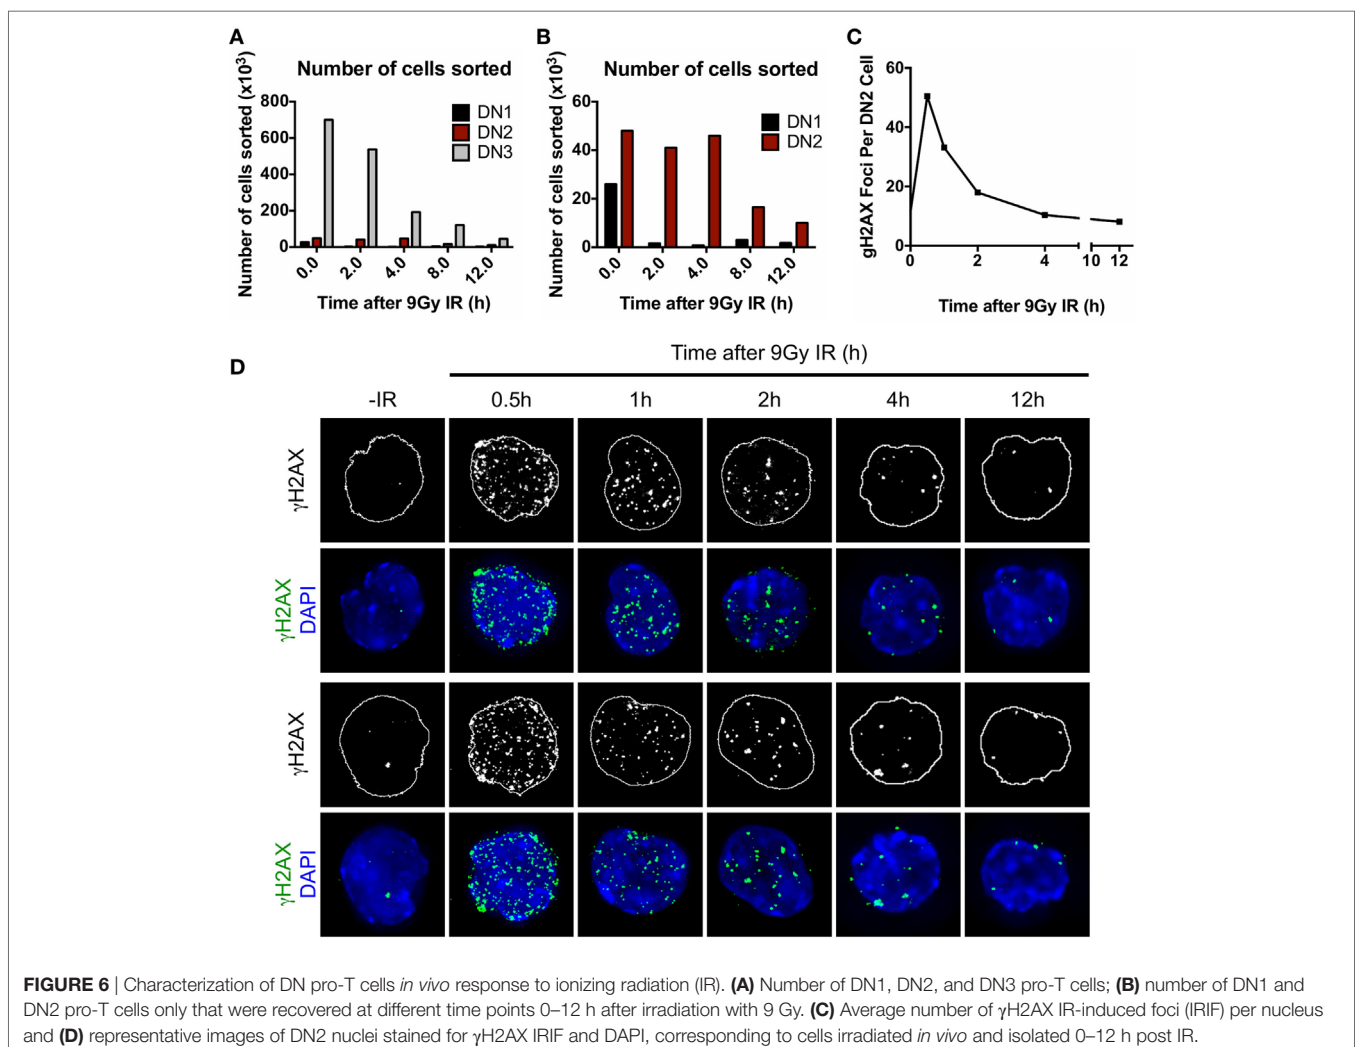 A
Number of cells sorted
Number of cells sorted (x10³)
800
600
400
200
0
DN1
DN2
DN3
0.0
2.0
4.0
8.0
12.0
Time after 9Gy IR (h)
B
Number of cells sorted
Number of cells sorted (x10³)
60
40
20
0
DN1
DN2
0.0
2.0
4.0
8.0
12.0
Time after 9Gy IR (h)
C
gH2AX Foci Per DN2 Cell
60
40
20
0
0
2
4
10
12
Time after 9Gy IR (h)
D
Time after 9Gy IR (h)
-IR
0.5h
1h
2h
4h
12h
γH2AX
γH2AX
DAPI
γH2AX
γH2AX
DAPI
FIGURE 6 | Characterization of DN pro-T cells in vivo response to ionizing radiation (IR). (A) Number of DN1, DN2, and DN3 pro-T cells; (B) number of DN1 and
DN2 pro-T cells only that were recovered at different time points 0–12 h after irradiation with 9 Gy. (C) Average number of γH2AX IR-induced foci (IRIF) per nucleus
and (D) representative images of DN2 nuclei stained for γH2AX IRIF and DAPI, corresponding to cells irradiated in vivo and isolated 0–12 h post IR.